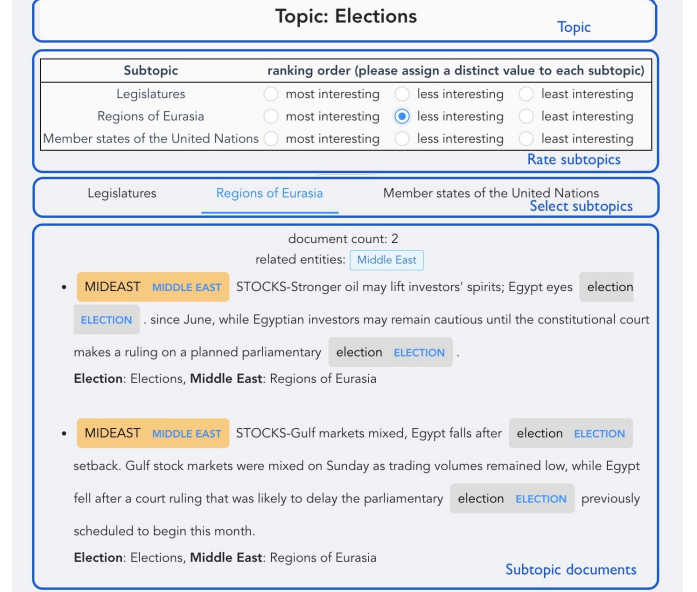 Topic: Elections
Topic
Subtopic ranking order (please assign a distinct value to each subtopic)
Legislatures most interesting less interesting least interesting
Regions of Eurasia most interesting less interesting least interesting
Member states of the United Nations most interesting less interesting least interesting
Rate subtopics
Legislatures Regions of Eurasia Member states of the United Nations
Select subtopics
document count: 2
related entities: Middle East
• MIDEAST MIDDLE EAST STOCKS-Stronger oil may lift investors' spirits; Egypt eyes election
ELECTION . since June, while Egyptian investors may remain cautious until the constitutional court
makes a ruling on a planned parliamentary election ELECTION .
Election: Elections, Middle East: Regions of Eurasia
• MIDEAST MIDDLE EAST STOCKS-Gulf markets mixed, Egypt falls after election ELECTION
setback. Gulf stock markets were mixed on Sunday as trading volumes remained low, while Egypt
fell after a court ruling that was likely to delay the parliamentary election ELECTION previously
scheduled to begin this month.
Election: Elections, Middle East: Regions of Eurasia
Subtopic documents